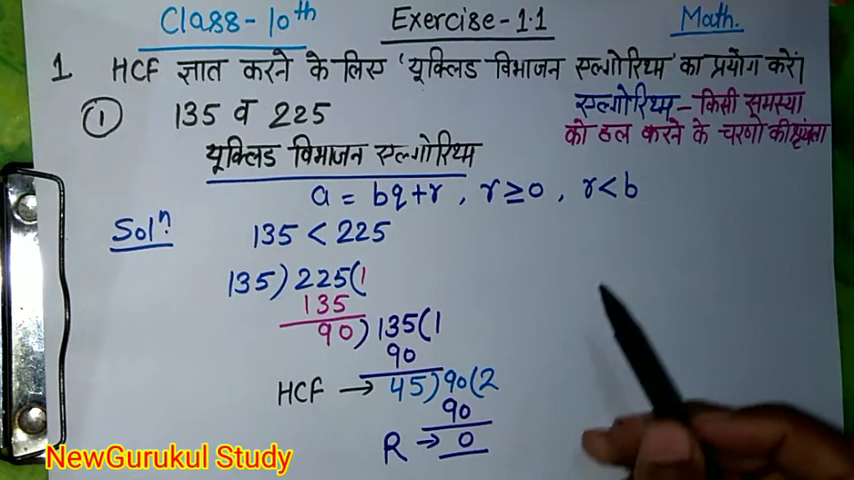 Class-10th Exercise-1.1 Math.
1 HCF ज्ञात करने के लिए 'यूक्लिड विभाजन एल्गोरिथ्म' का प्रयोग करें।
① 135 व 225
एल्गोरिथ्म - किसी समस्या
को हल करने के चरणो की श्रृंखला
यूक्लिड विभाजन एल्गोरिथ्म
a = bq+r , r≥0 , r<b
Solⁿ. 135 < 225
135) 225(1
135
90) 135(1
90
HCF → 45) 90(2
90
R → 0
NewGurukul Study